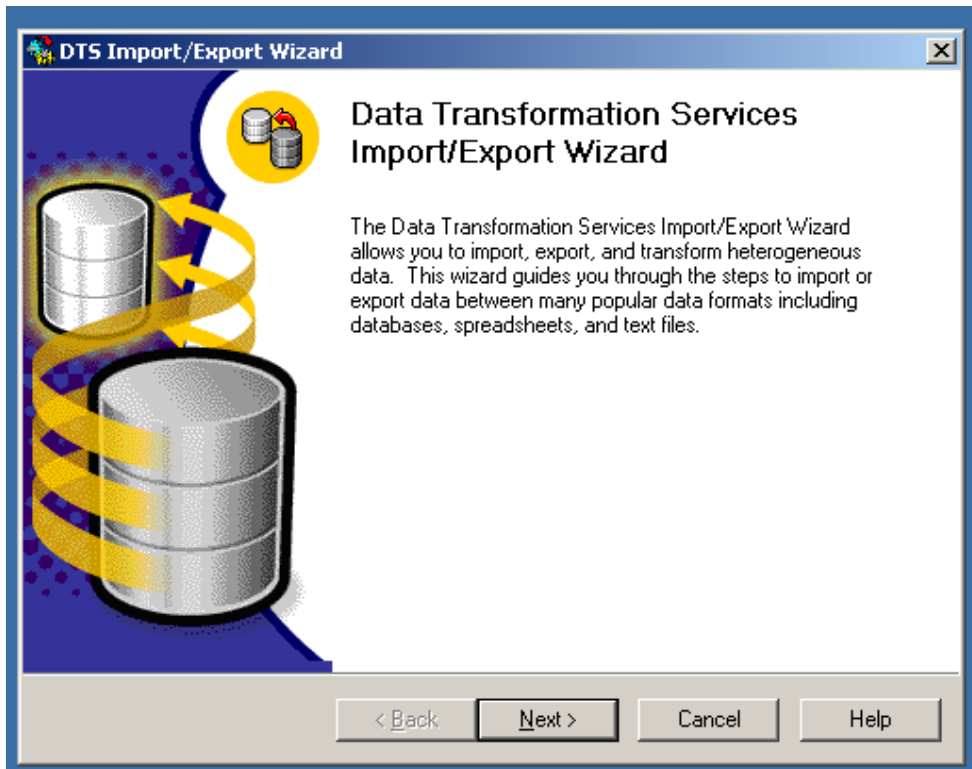 DTS Import/Export Wizard
Data Transformation Services
Import/Export Wizard
The Data Transformation Services Import/Export Wizard
allows you to import, export, and transform heterogeneous
data.  This wizard guides you through the steps to import or
export data between many popular data formats including
databases, spreadsheets, and text files.
< Back
Next >
Cancel
Help